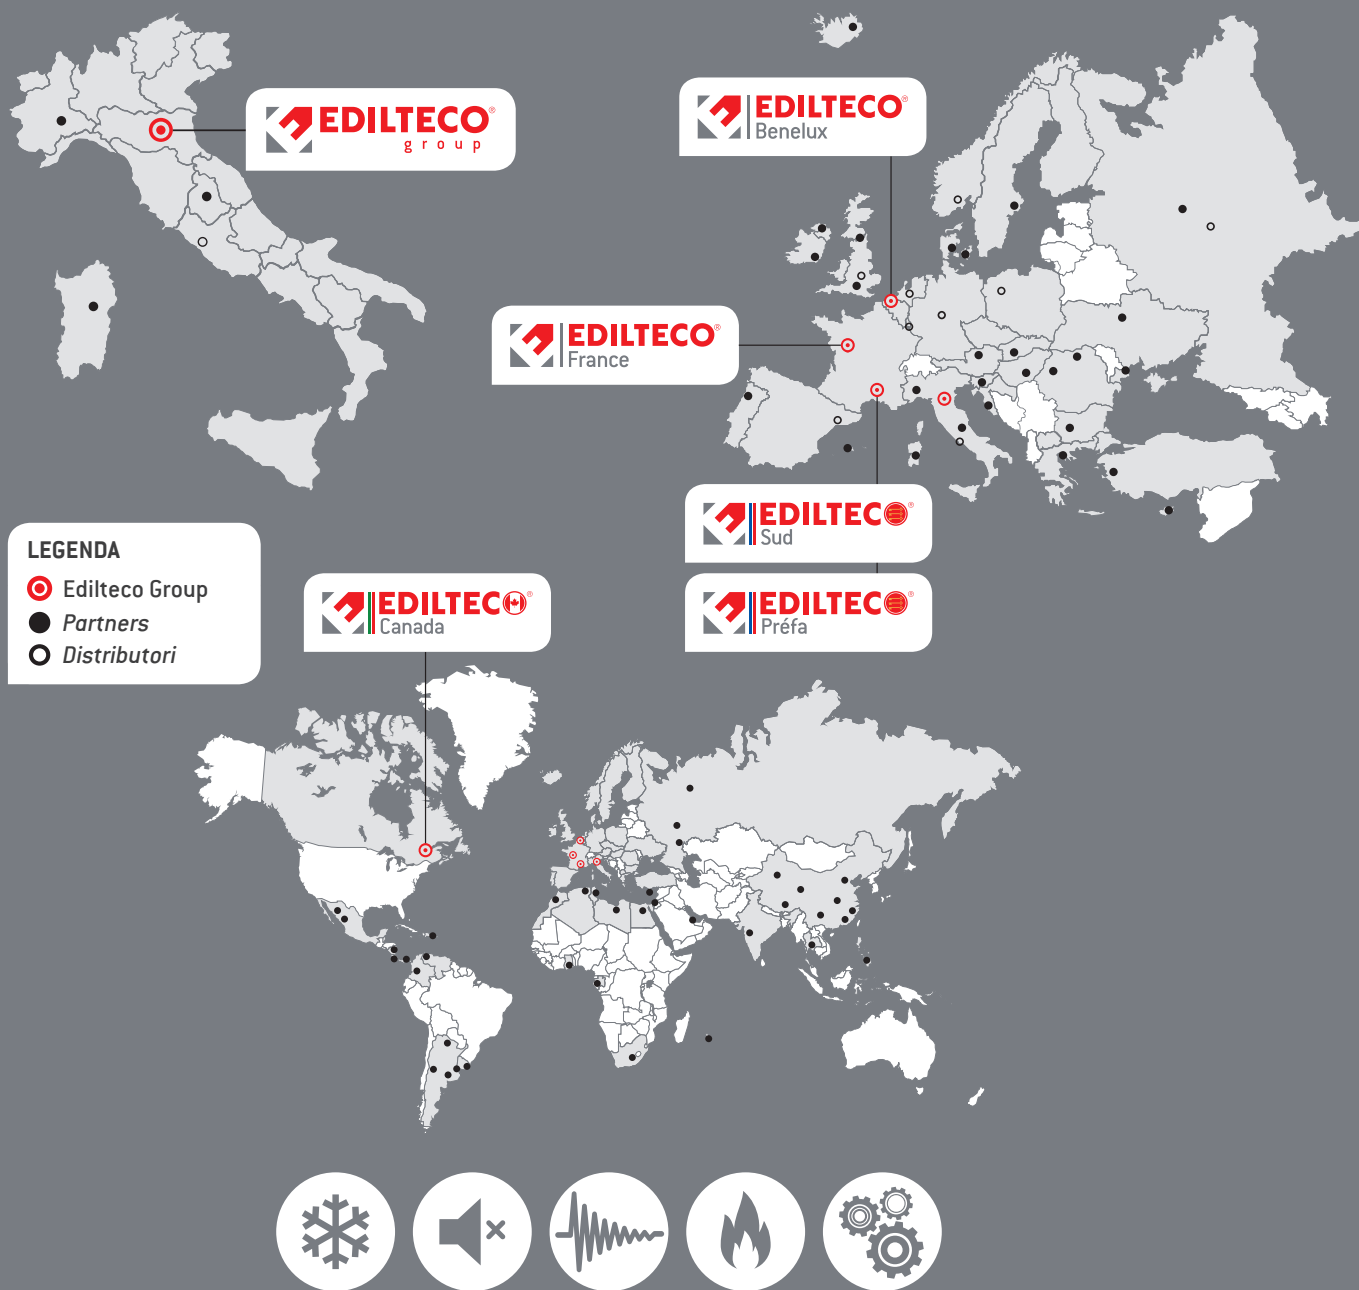 EDILTECO®
group
EDILTECO®
Benelux
EDILTECO®
France
EDILTECO®
Sud
EDILTECO®
Préfa
LEGENDA
Edilteco Group
Partners
Distributori
EDILTECO®
Canada